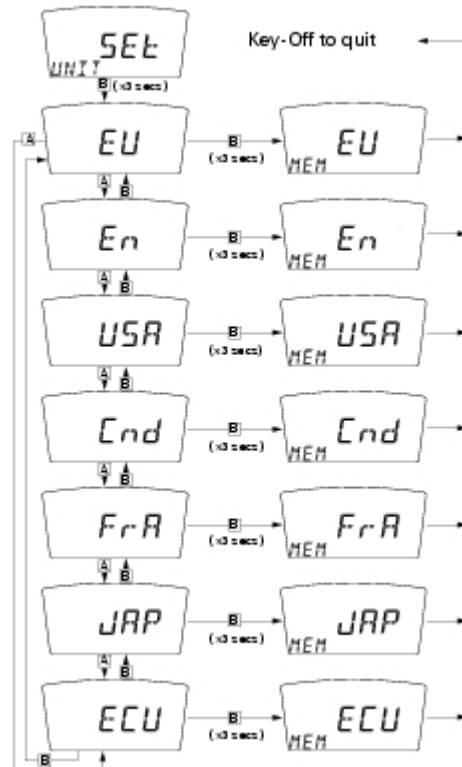 SEt
Key-Off to quit
UNIT
B (x3 secs)
A
EU
B
(x3 secs)
EU
MEM
A B
En
B
(x3 secs)
En
MEM
A B
USA
B
(x3 secs)
USA
MEM
A B
Cnd
B
(x3 secs)
Cnd
MEM
A B
FrA
B
(x3 secs)
FrA
MEM
A B
JAP
B
(x3 secs)
JAP
MEM
A B
ECU
B
(x3 secs)
ECU
MEM
B